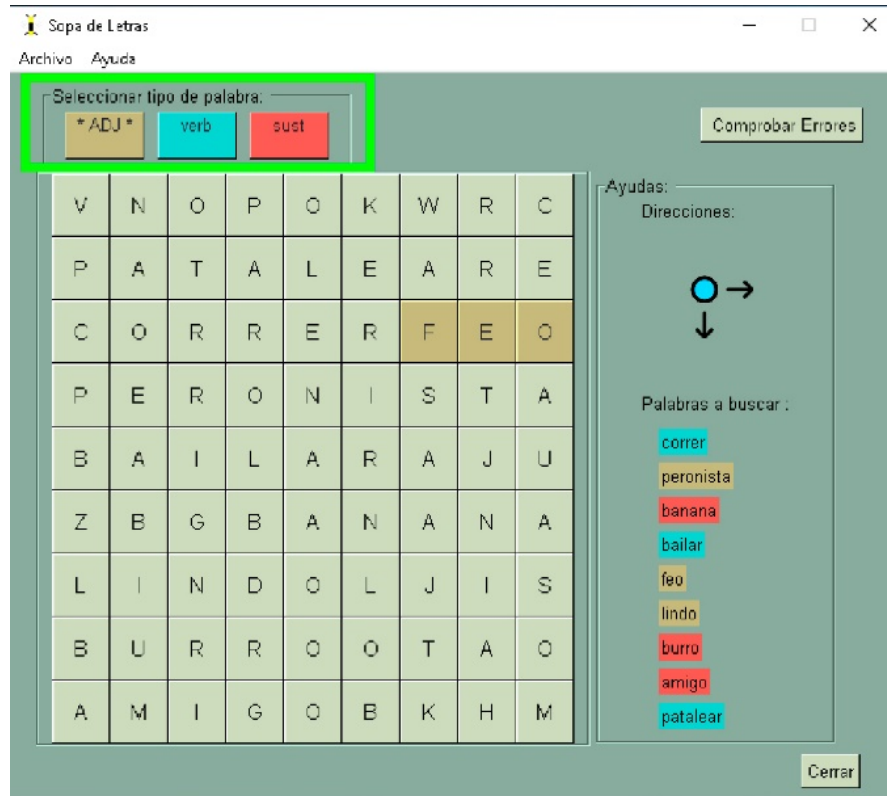 Sopa de Letras
Archivo Ayuda
Seleccionar tipo de palabra:
* ADJ * verb sust
Comprobar Errores
V N O P O K W R C
P A T A L E A R E
C O R R E R F E O
P E R O N I S T A
B A I L A R A J U
Z B G B A N A N A
L I N D O L J I S
B U R R O O T A O
A M I G O B K H M
Ayudas:
Direcciones:
Palabras a buscar :
correr
peronista
banana
bailar
feo
lindo
burro
amigo
patalear
Cerrar